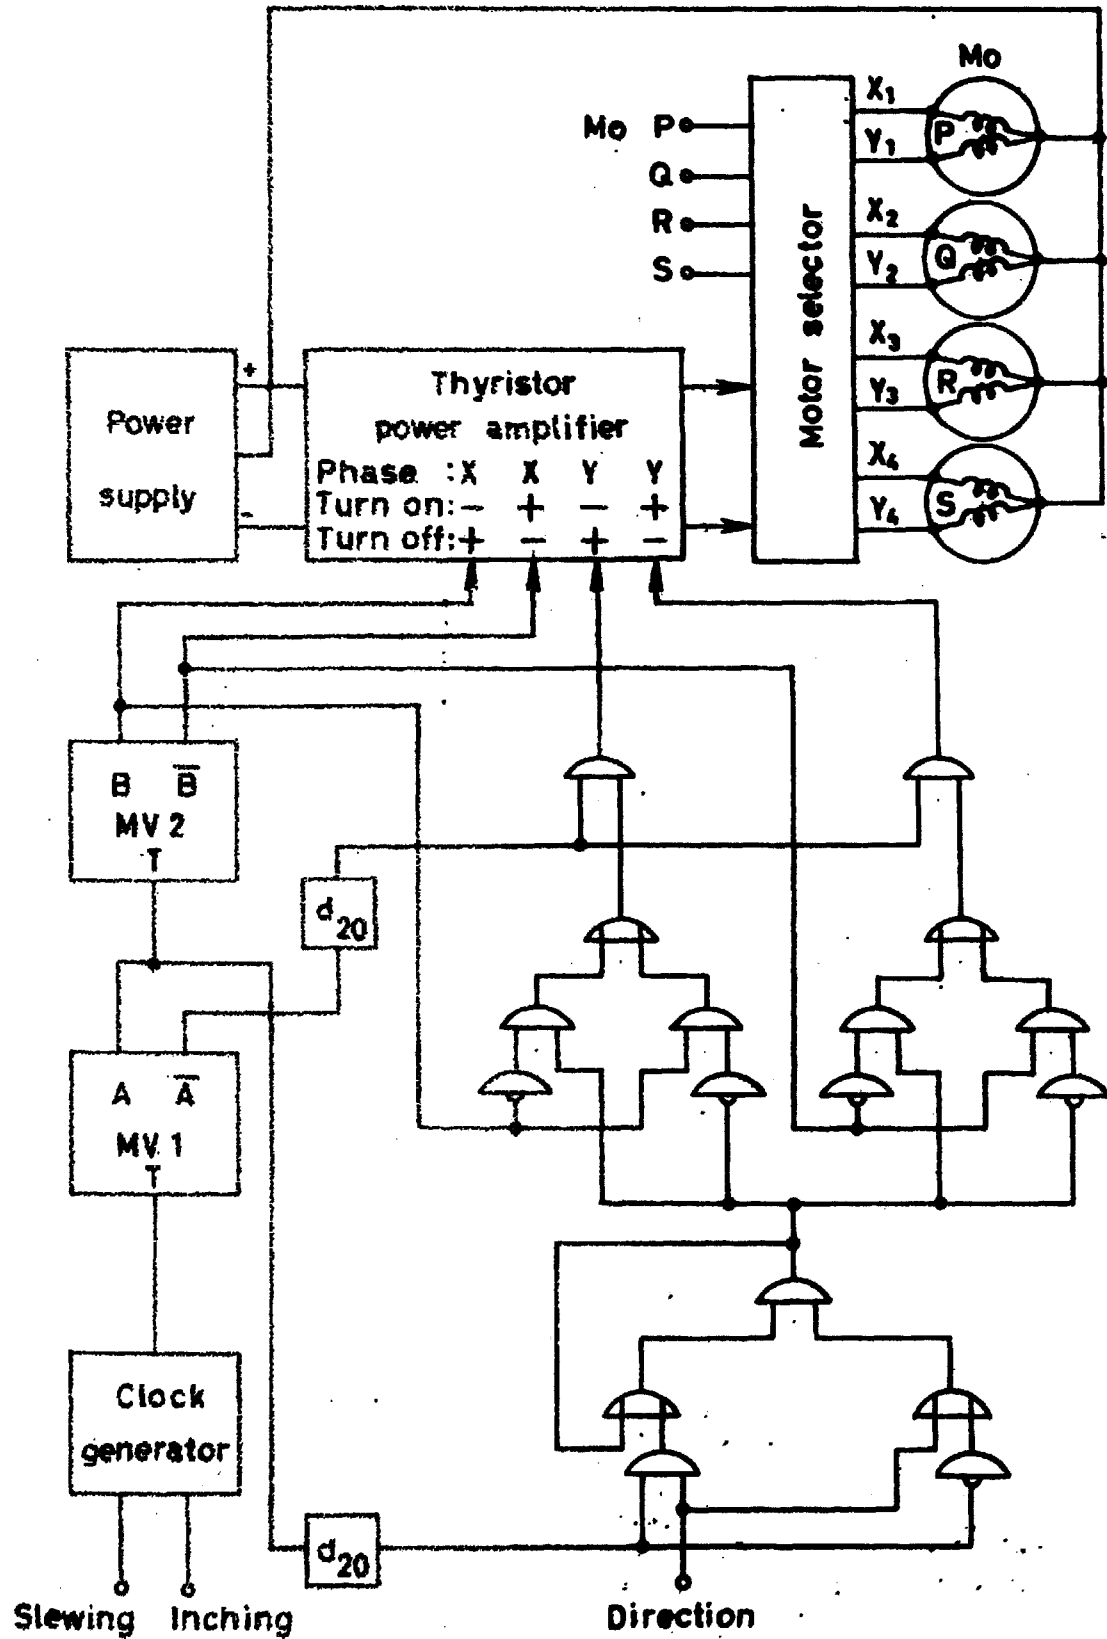 Mo
X1
Mo P
P
Y1
Q
X2
Q
R
Y2
S
Motor selector
X3
R
Y3
X4
S
Y4
+
Power
supply
-
Thyristor
power amplifier
Phase :X X Y Y
Turn on:- + - +
Turn off:+ - + -
B B̅
MV 2
T
d20
A A̅
MV 1
T
Clock
generator
d20
Slewing Inching
Direction